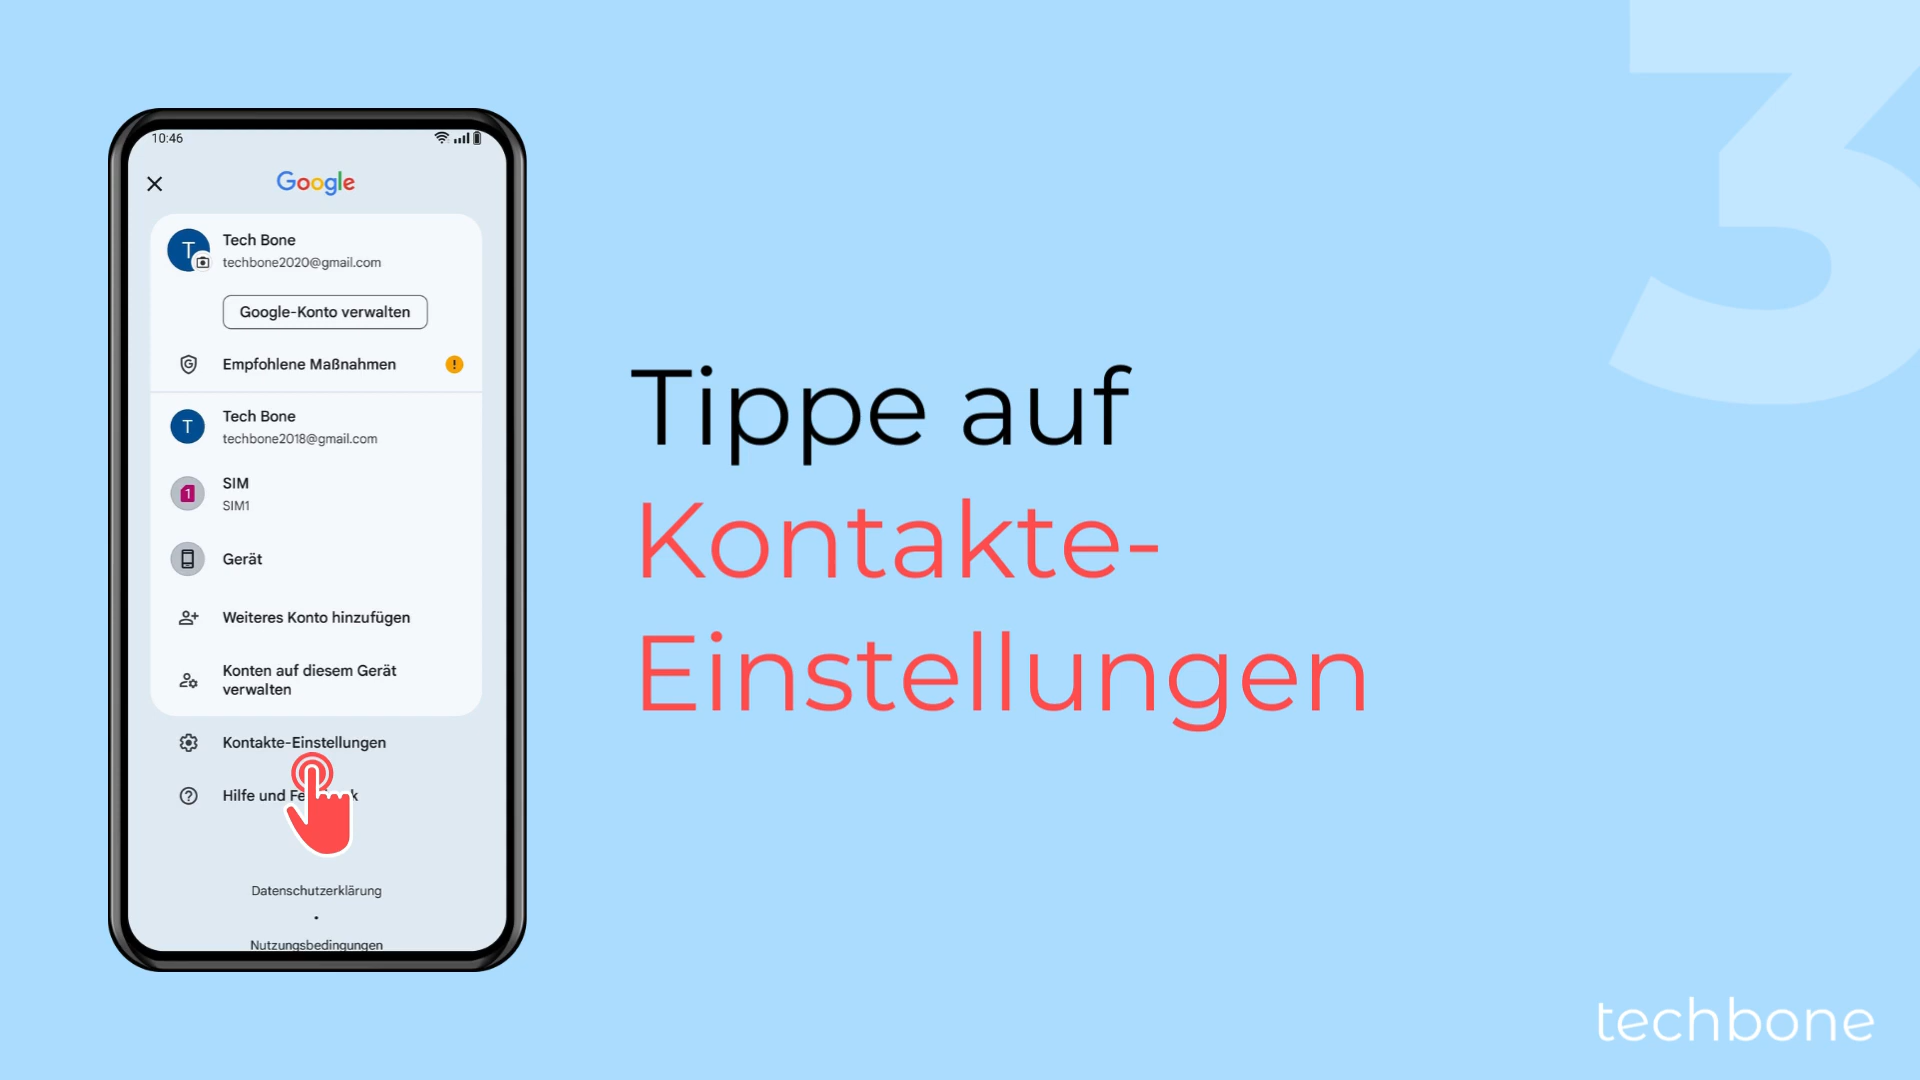 3
10:46
Google
T
Tech Bone
techbone2020@gmail.com
Google-Konto verwalten
Empfohlene Maßnahmen
!
T
Tech Bone
techbone2018@gmail.com
1
SIM
SIM1
Gerät
Weiteres Konto hinzufügen
Konten auf diesem Gerät
verwalten
Kontakte-Einstellungen
Hilfe und
Datenschutzerklärung
•
Nutzungsbedingungen
Tippe auf
Kontakte-
Einstellungen
techbone